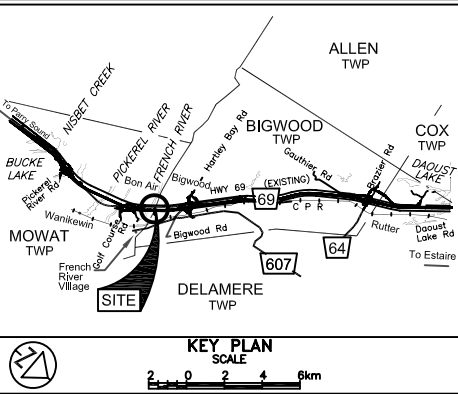 ALLEN
TWP
NISBET CREEK
To Parry Sound
PICKEREL RIVER
FRENCH RIVER
Hartley Bay Rd
BIGWOOD
TWP
COX
TWP
DAOUST
LAKE
BUCKE
LAKE
Pickerel
River Rd
Bon Air
Bigwood
HWY 69
(EXISTING)
Gauthier Rd
Brazier Rd
69
C P R
Wanikewin
MOWAT
TWP
Golf Course
Rd
Bigwood Rd
64
Rutter
Daoust
Lake Rd
To Estaire
French
River
Village
607
SITE
DELAMERE
TWP
KEY PLAN
SCALE
2 0 2 4 6km